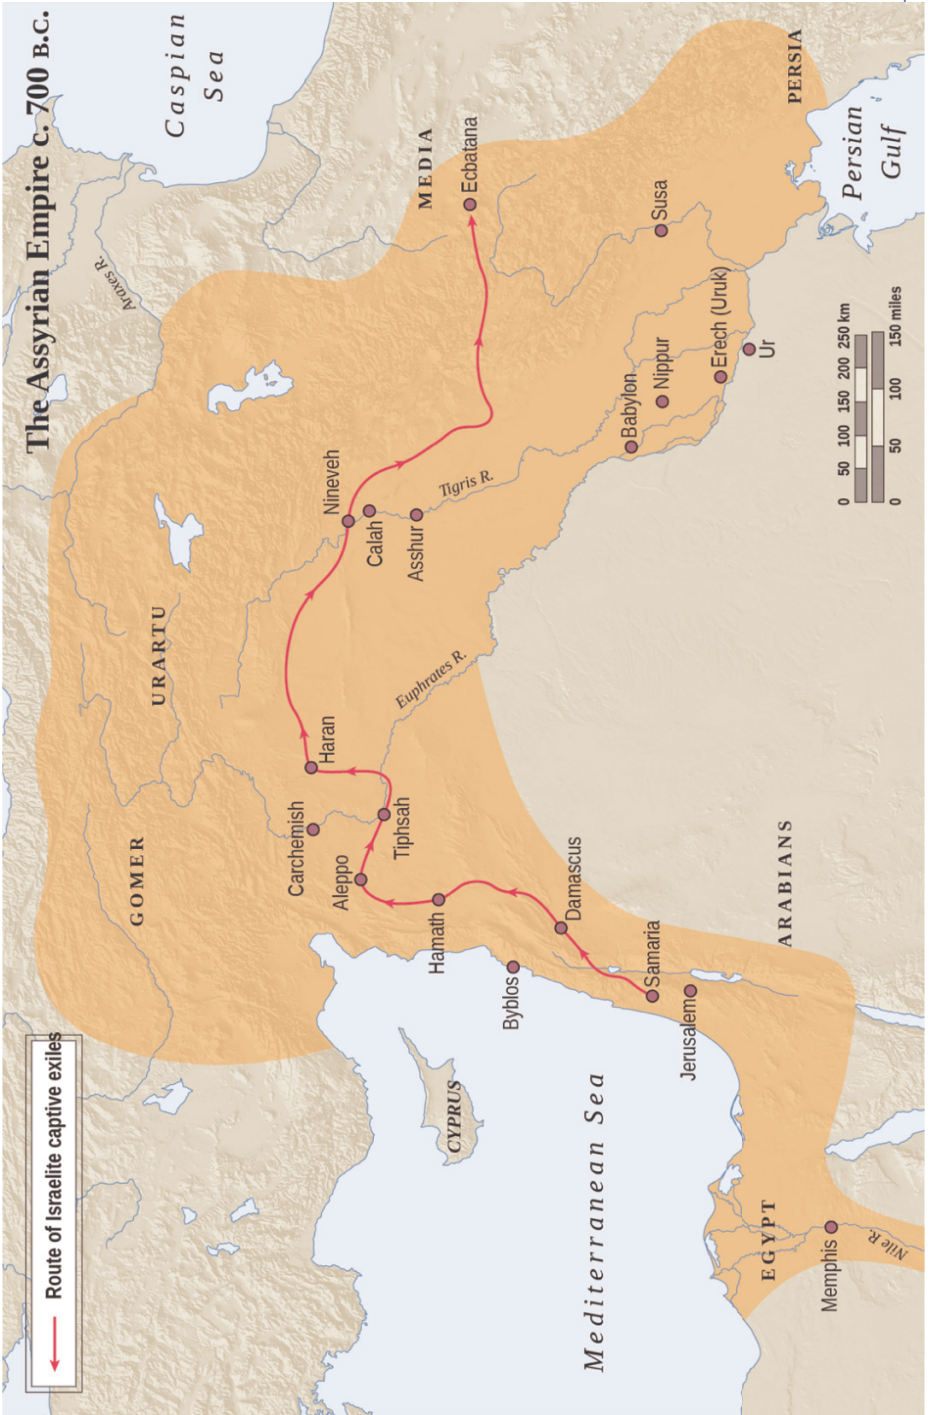 The Assyrian Empire c. 700 B.C.
Route of Israelite captive exiles
Caspian
Sea
Araxes R.
GOMER
URARTU
MEDIA
Ecbatana
PERSIA
Persian
Gulf
Carchemish
Haran
Nineveh
Calah
Asshur
Tigris R.
Aleppo
Tiphsah
Euphrates R.
Hamath
Susa
Babylon
Nippur
Erech (Uruk)
Ur
CYPRUS
Byblos
Damascus
Mediterranean Sea
Samaria
Jerusalem
ARABIANS
EGYPT
Memphis
Nile R.
0 50 100 150 200 250 km
0 50 100 150 miles